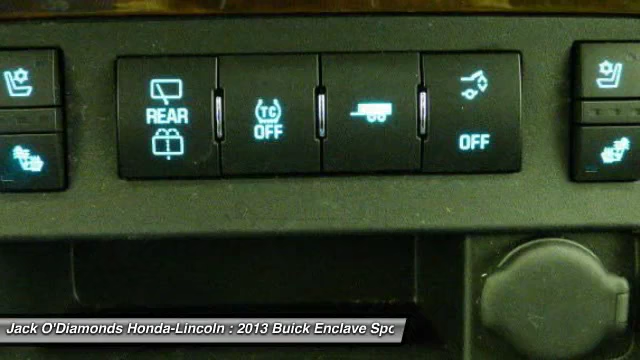 REAR
TC
OFF
OFF
Jack O'Diamonds Honda-Lincoln : 2013 Buick Enclave Spo